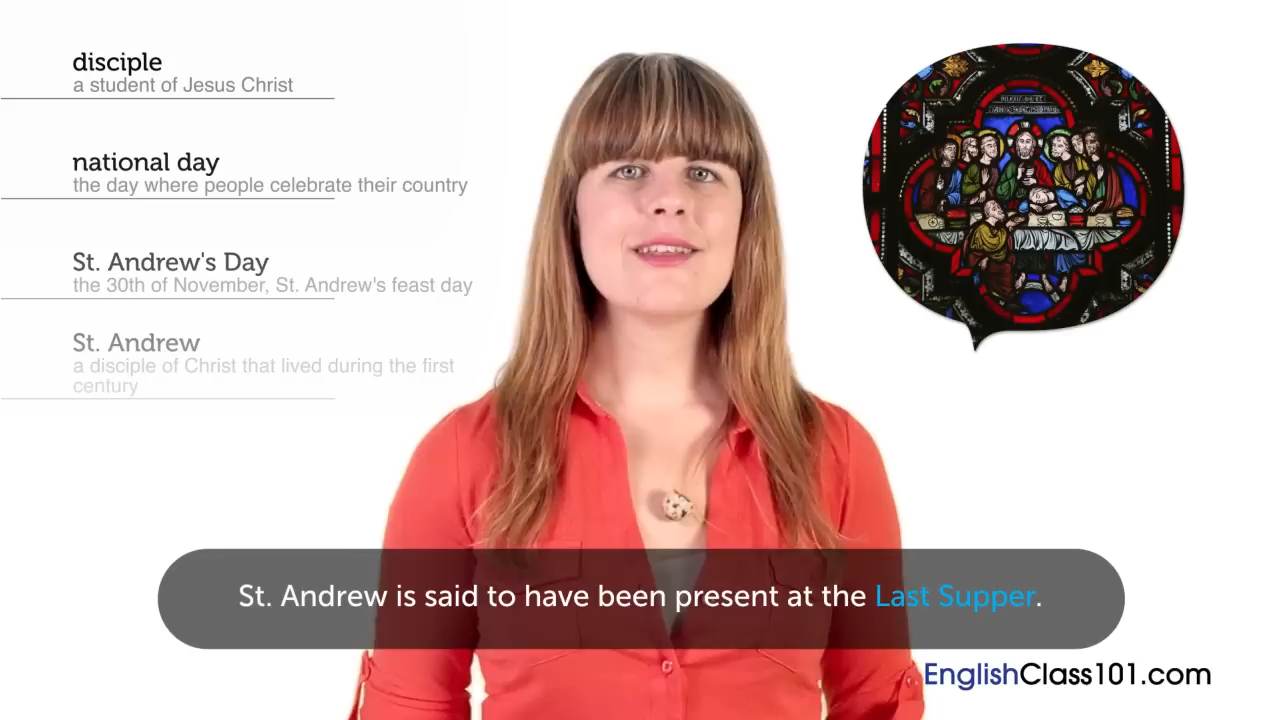 disciple
a student of Jesus Christ
national day
the day where people celebrate their country
St. Andrew's Day
the 30th of November, St. Andrew's feast day
St. Andrew
a disciple of Christ that lived during the first
century
St. Andrew is said to have been present at the Last Supper.
EnglishClass101.com